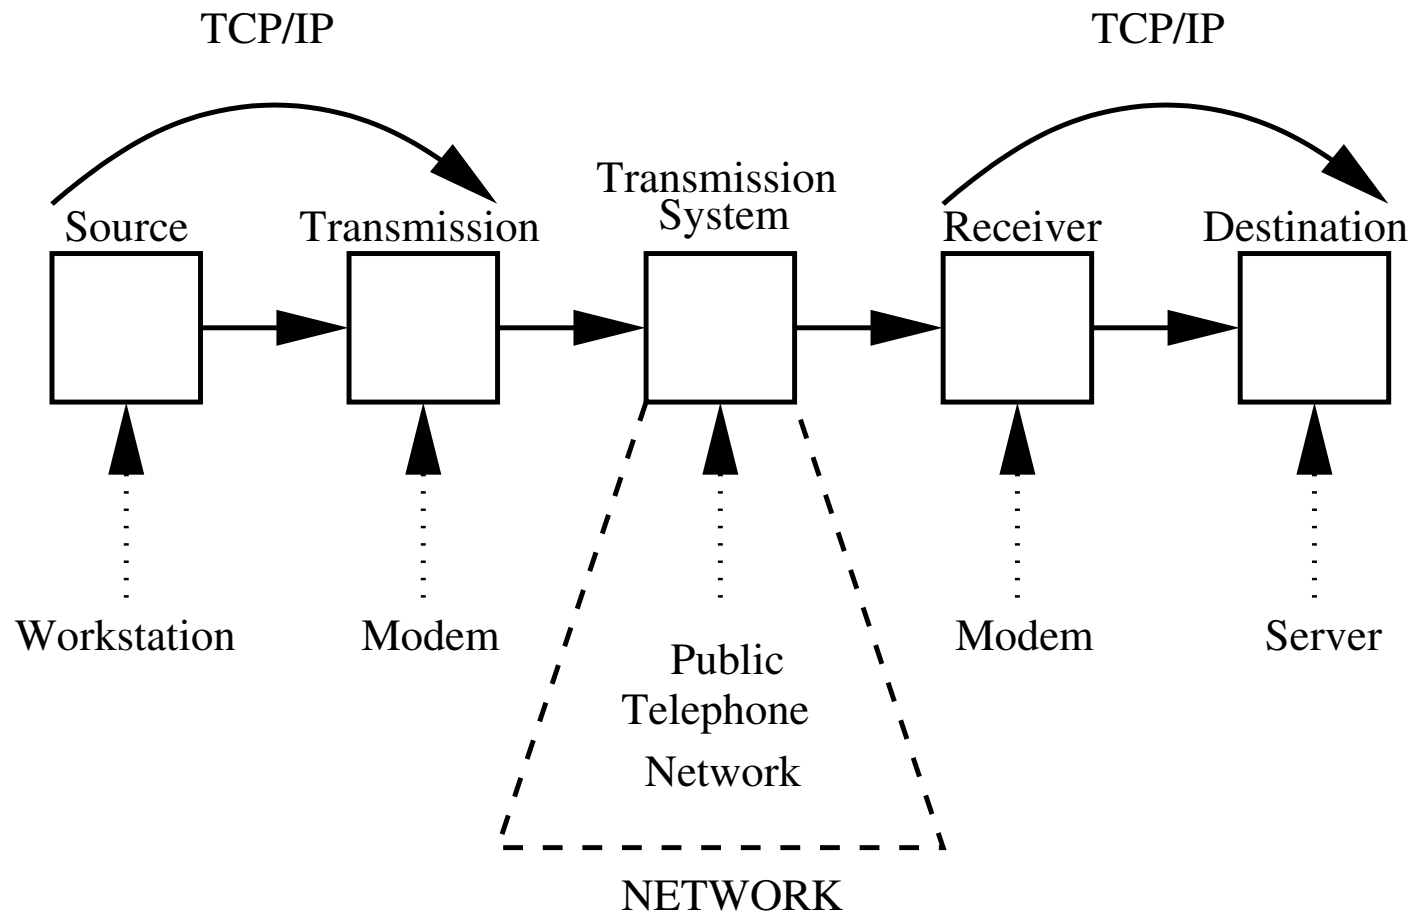 TCP/IP
TCP/IP
Transmission
System
Source
Transmission
Receiver
Destination
Workstation
Modem
Modem
Server
Public
Telephone
Network
NETWORK